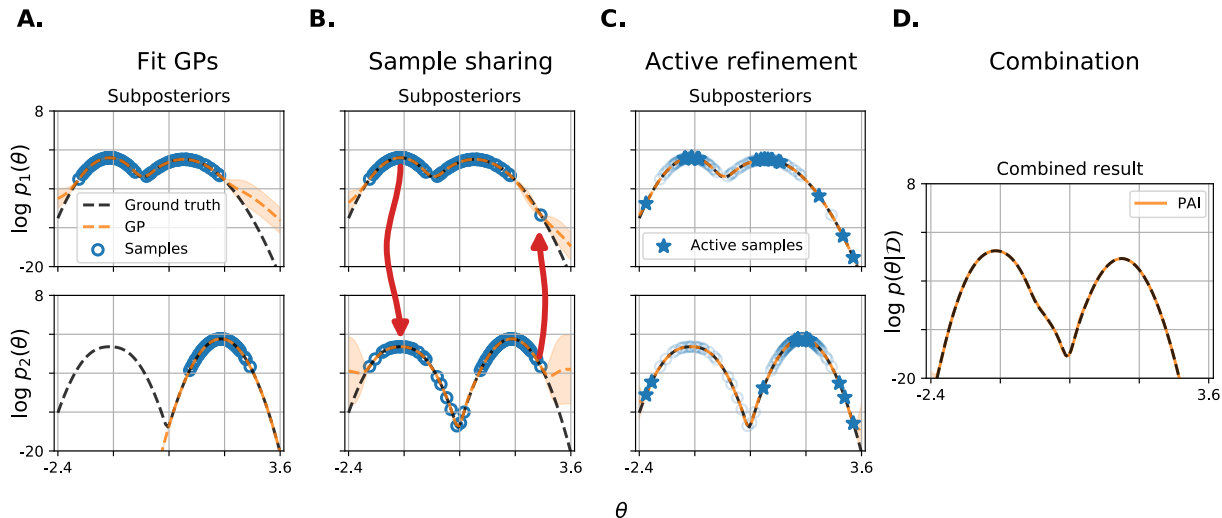 A.
B.
C.
D.
Fit GPs
Sample sharing
Active refinement
Combination
Subposteriors
Subposteriors
Subposteriors
8
log p₁(θ)
-20
Ground truth
GP
Samples
Active samples
8
log p₂(θ)
-20
-2.4
3.6
-2.4
3.6
-2.4
3.6
Combined result
8
PAI
log p(θ|𝒟)
-20
-2.4
3.6
θ